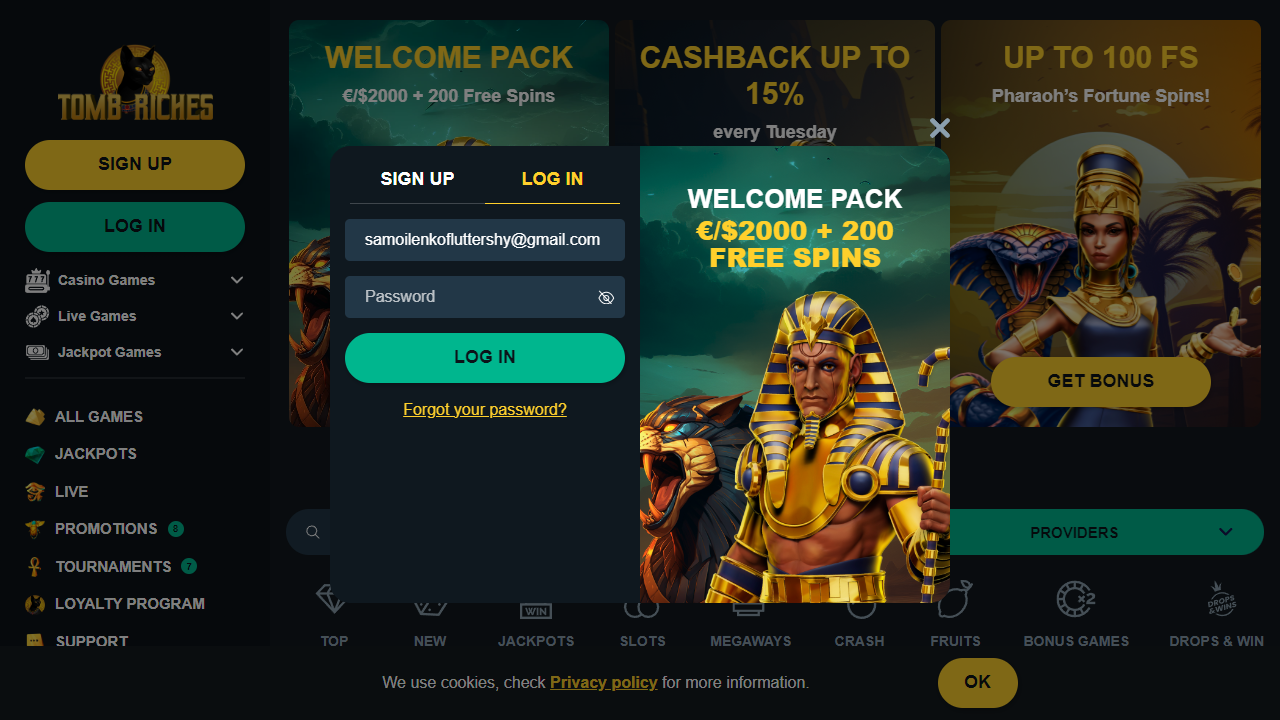 TOMB RICHES
SIGN UP
LOG IN
Casino Games
Live Games
Jackpot Games
ALL GAMES
JACKPOTS
LIVE
PROMOTIONS 8
TOURNAMENTS 7
LOYALTY PROGRAM
SUPPORT
WELCOME PACK
€/$2000 + 200 Free Spins
CASHBACK UP TO
15%
every Tuesday
UP TO 100 FS
Pharaoh’s Fortune Spins!
GET BONUS
SIGN UP LOG IN
samoilenkofluttershy@gmail.com
Password
LOG IN
Forgot your password?
WELCOME PACK
€/$2000 + 200
FREE SPINS
PROVIDERS
WIN
x2
DROPS
&WINS
TOP NEW JACKPOTS SLOTS MEGAWAYS CRASH FRUITS BONUS GAMES DROPS & WIN
We use cookies, check Privacy policy for more information.
OK